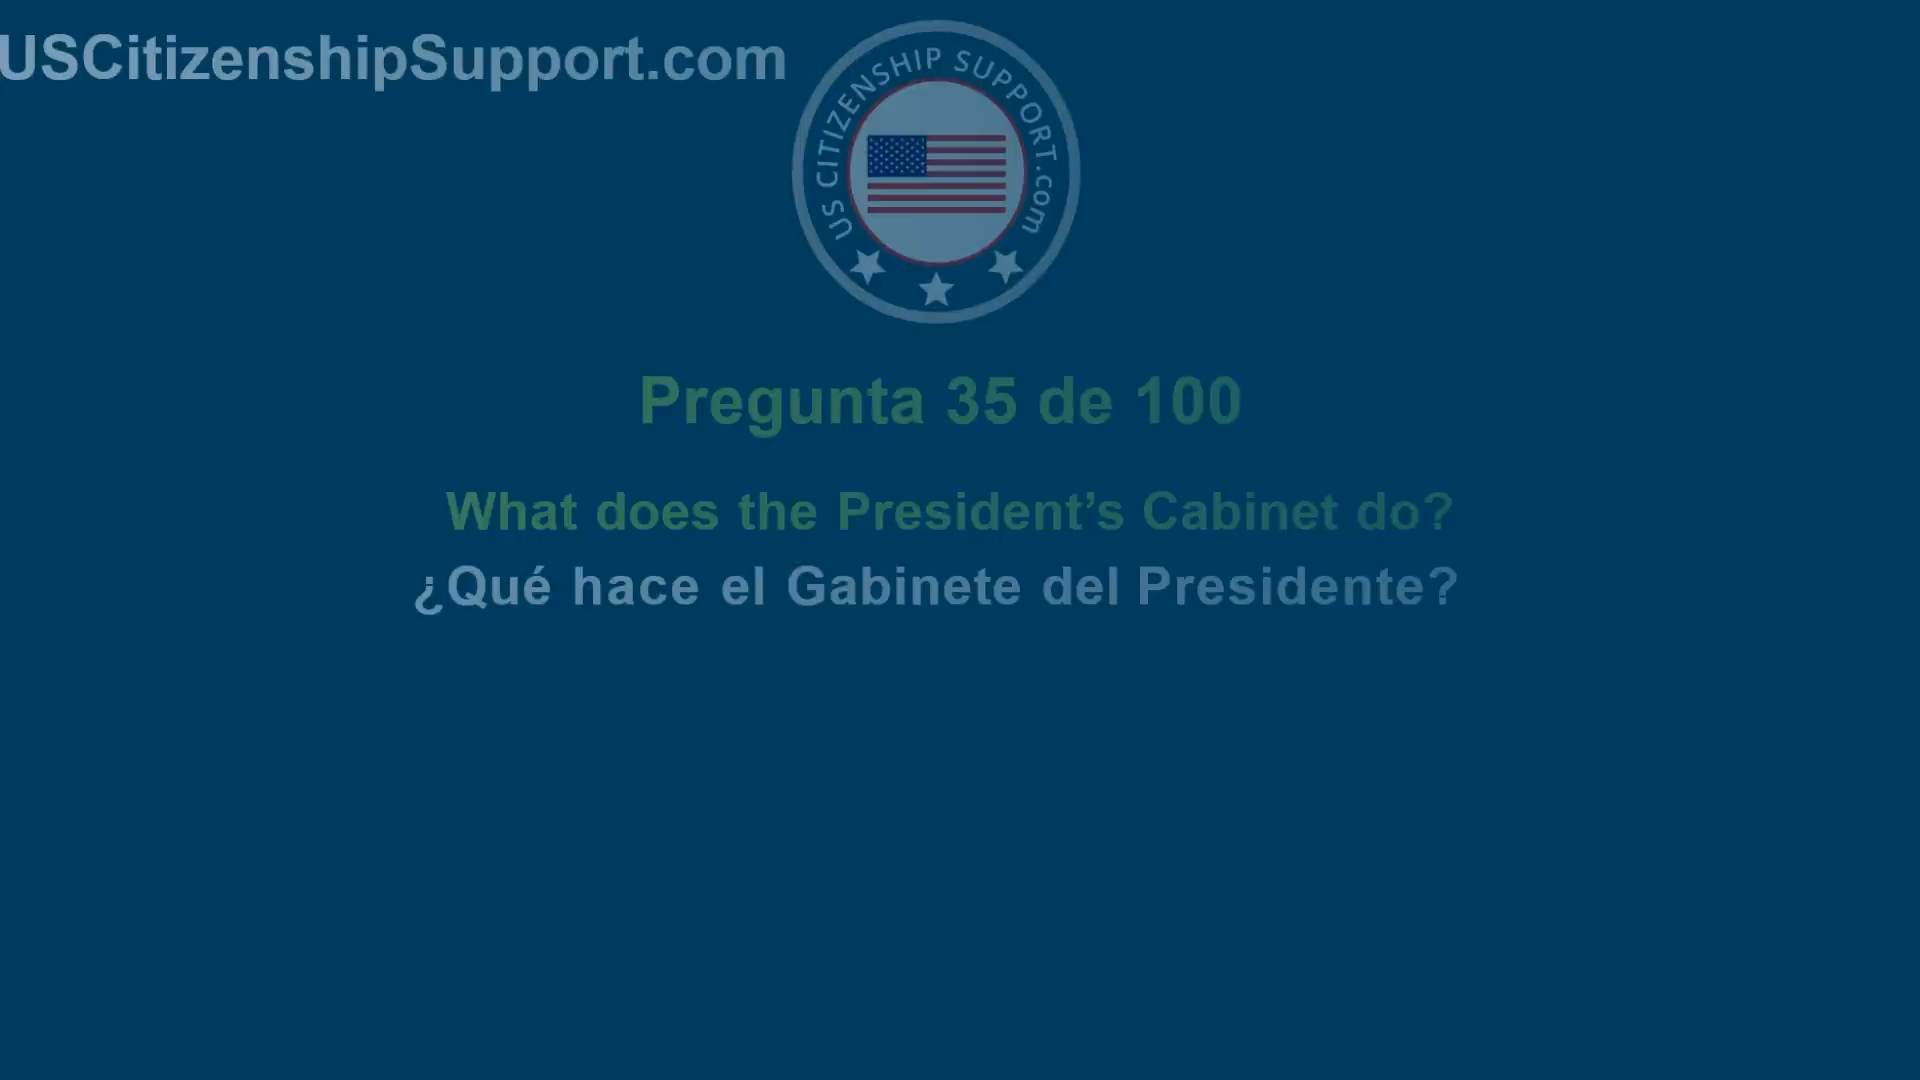 USCitizenshipSupport.com
US CITIZENSHIP SUPPORT.com
Pregunta 35 de 100
What does the President’s Cabinet do?
¿Qué hace el Gabinete del Presidente?